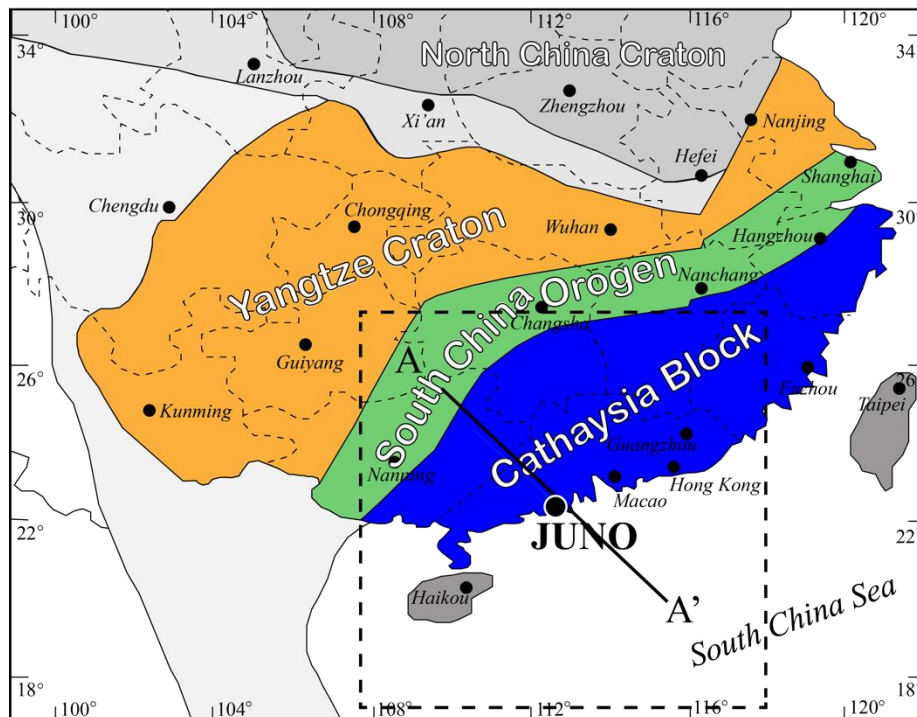 100° 104° 108° 112° 116° 120°
34° 34°
North China Craton
Lanzhou
Zhengzhou
Xi'an
Nanjing
Hefei
Shanghai
30° 30°
Chengdu
Chongqing
Wuhan
Hangzhou
Yangtze Craton
Nanchang
South China Orogen
Changsha
Guiyang
A
Cathaysia Block
26° 26
Fuzhou
Taipei
Kunming
Guangzhou
Nanning
Hong Kong
Macao
22° 22°
JUNO
Haikou
A’
South China Sea
18° 18°
100° 104° 108° 112° 116° 120°